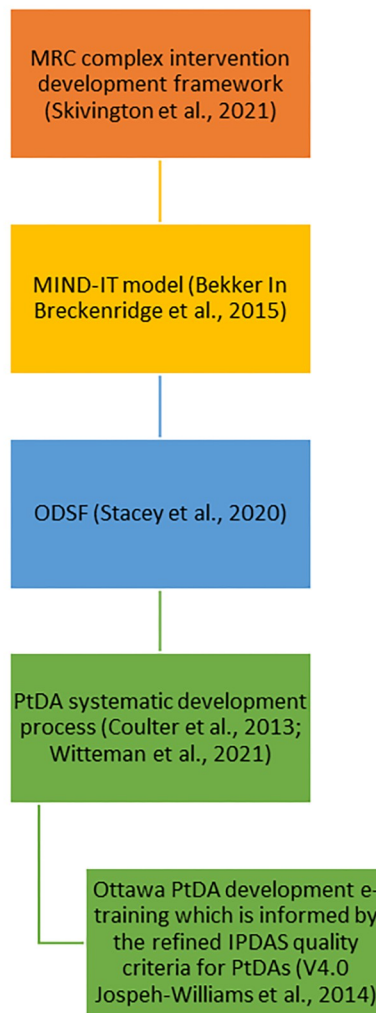 MRC complex intervention
development framework
(Skivington et al., 2021)
MIND-IT model (Bekker In
Breckenridge et al., 2015)
ODSF (Stacey et al., 2020)
PtDA systematic development
process (Coulter et al., 2013;
Witteman et al., 2021)
Ottawa PtDA development e-
training which is informed by
the refined IPDAS quality
criteria for PtDAs (V4.0
Jospeh-Williams et al., 2014)